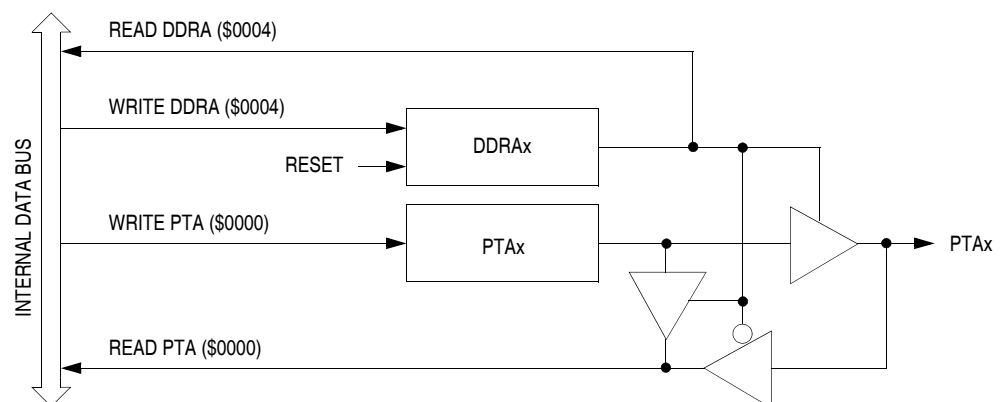 READ DDRA ($0004)
WRITE DDRA ($0004)
DDRAx
RESET
INTERNAL DATA BUS
WRITE PTA ($0000)
PTAx
PTAx
READ PTA ($0000)